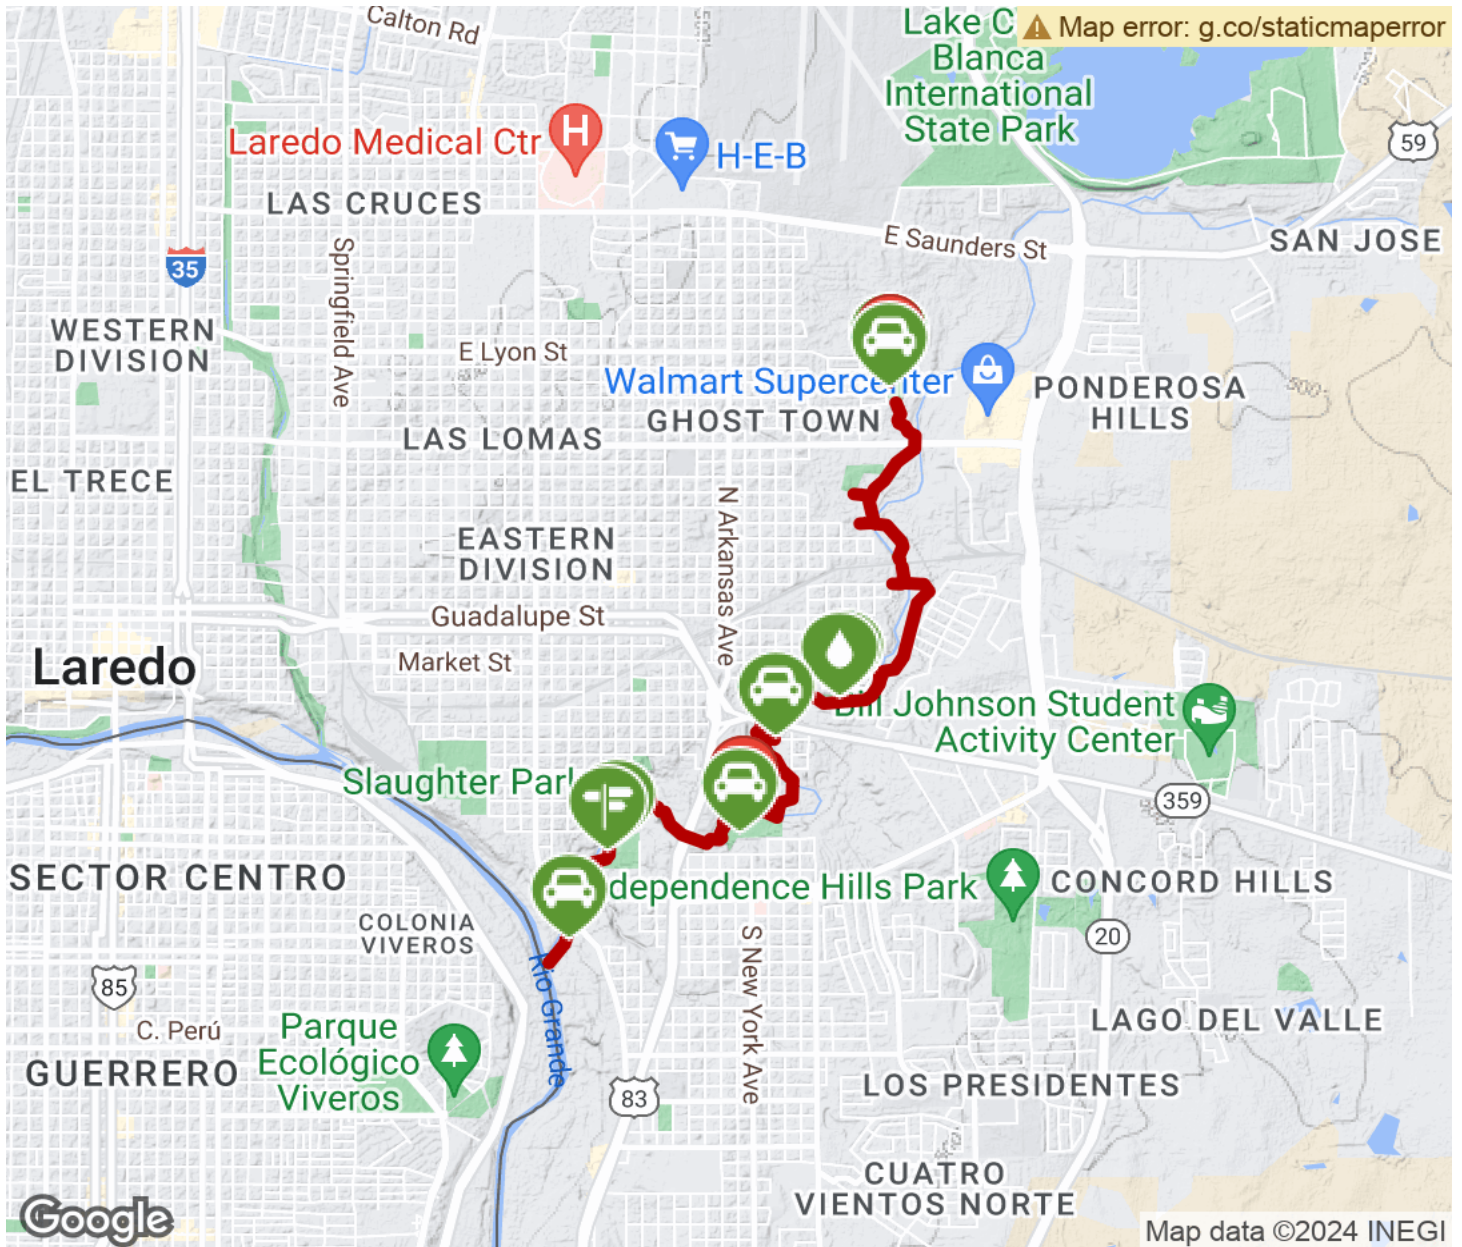 Calton Rd
Lake C
Map error: g.co/staticmaperror
Blanca
International
State Park
59
Laredo Medical Ctr
H
H-E-B
LAS CRUCES
E Saunders St
SAN JOSE
35
Springfield Ave
WESTERN
DIVISION
E Lyon St
Walmart Supercenter
PONDEROSA
HILLS
GHOST TOWN
LAS LOMAS
EL TRECE
N Arkansas Ave
EASTERN
DIVISION
Guadalupe St
Market St
Laredo
Bill Johnson Student
Activity Center
Slaughter Park
359
SECTOR CENTRO
dependence Hills Park
CONCORD HILLS
COLONIA
VIVEROS
20
S New York Ave
Rio Grande
85
C. Perú
Parque
Ecológico
Viveros
GUERRERO
LAGO DEL VALLE
LOS PRESIDENTES
83
CUATRO
VIENTOS NORTE
Google
Map data ©2024 INEGI